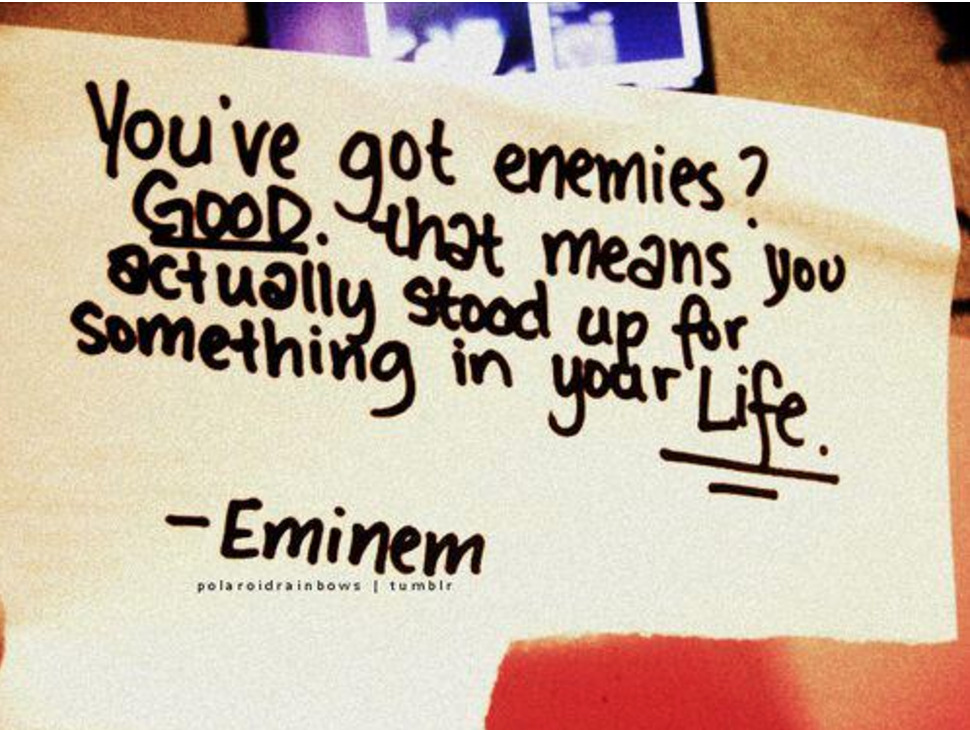 You've got enemies?
GOOD. that means you
actually stood up for
something in your Life.
- Eminem
polaroidrainbows | tumblr